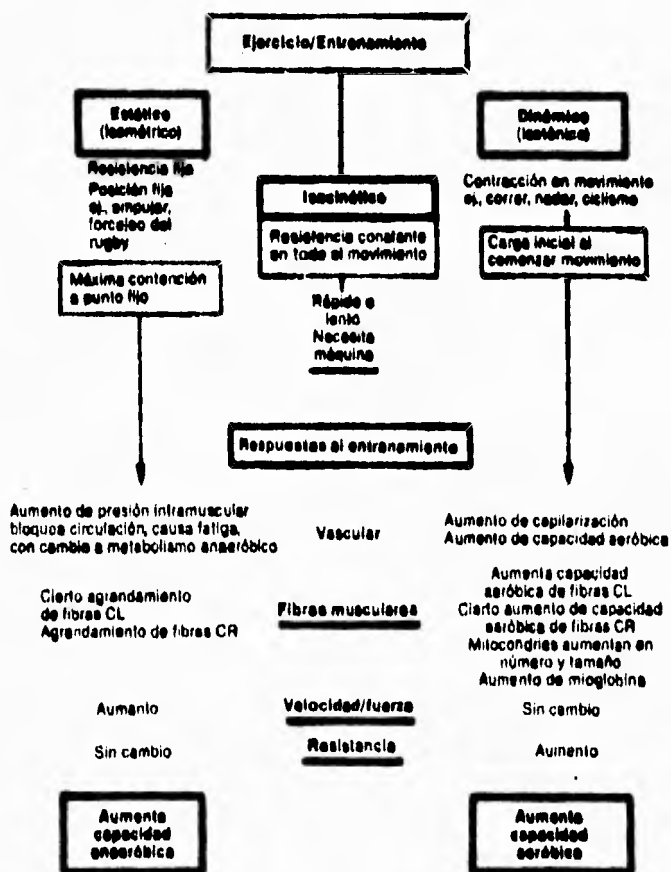 Ejercicio/Entrenamiento
Estático
(isométrico)
Resistencia fija
Posición fija
ej., empujar,
forceleo del
rugby
Máxima contención
a punto fijo
Isocinético
Resistencia constante
en todo el movimiento
Rápido o
lento
Necesita
máquina
Dinámico
(isotónico)
Contracción en movimiento
ej., correr, nadar, ciclismo
Carga inicial al
comenzar movimiento
Respuestas al entrenamiento
Aumento de presión intramuscular
bloquea circulación, causa fatiga,
con cambio a metabolismo anaeróbico
Vascular
Aumento de capilarización
Aumento de capacidad aeróbica
Cierto agrandamiento
de fibras CL
Agrandamiento de fibras CR
Fibras musculares
Aumenta capacidad
aeróbica de fibras CL
Cierto aumento de capacidad
aeróbica de fibras CR
Mitocondries aumentan en
número y tamaño
Aumento de mioglobina
Aumento
Velocidad/fuerza
Sin cambio
Sin cambio
Resistencia
Aumento
Aumenta
capacidad
anaeróbica
Aumenta
capacidad
aeróbica